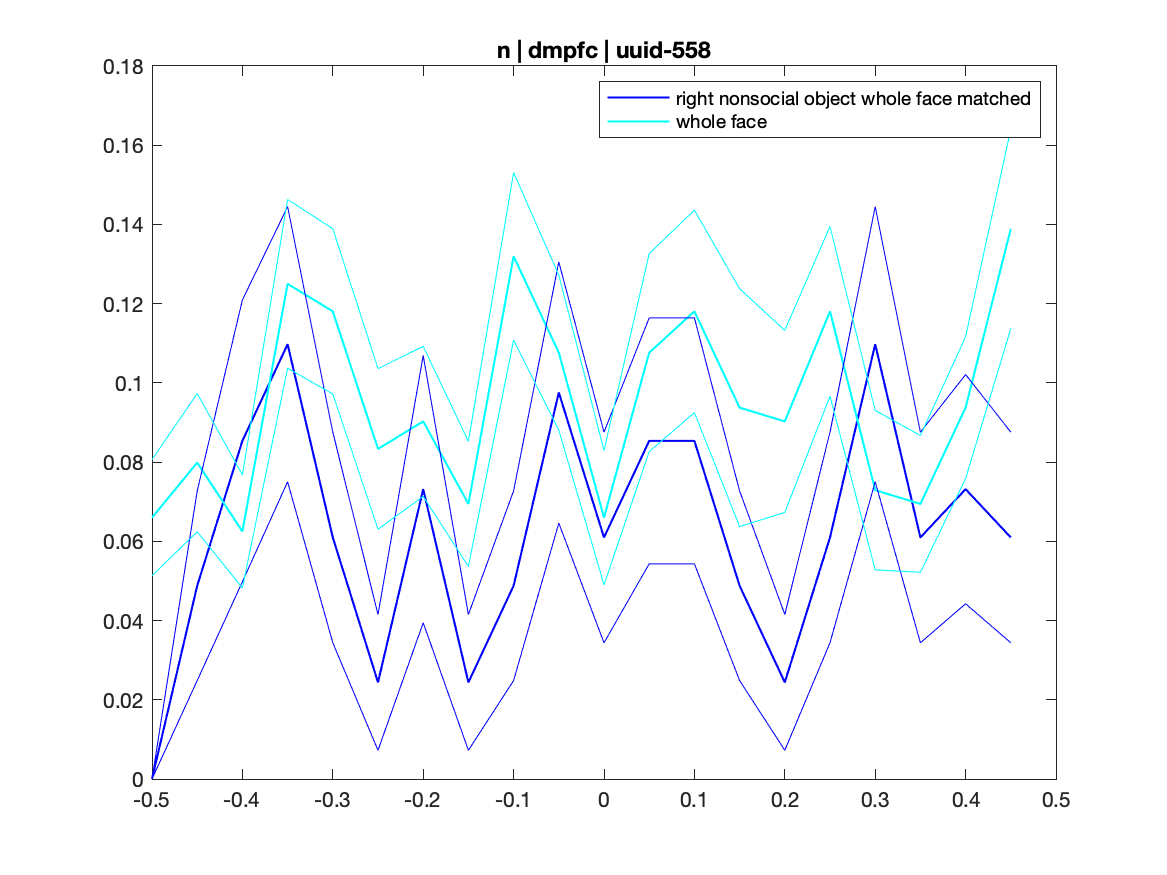 n | dmpfc | uuid-558
right nonsocial object whole face matched
whole face
0.18
0.16
0.14
0.12
0.1
0.08
0.06
0.04
0.02
0
-0.5 -0.4 -0.3 -0.2 -0.1 0 0.1 0.2 0.3 0.4 0.5